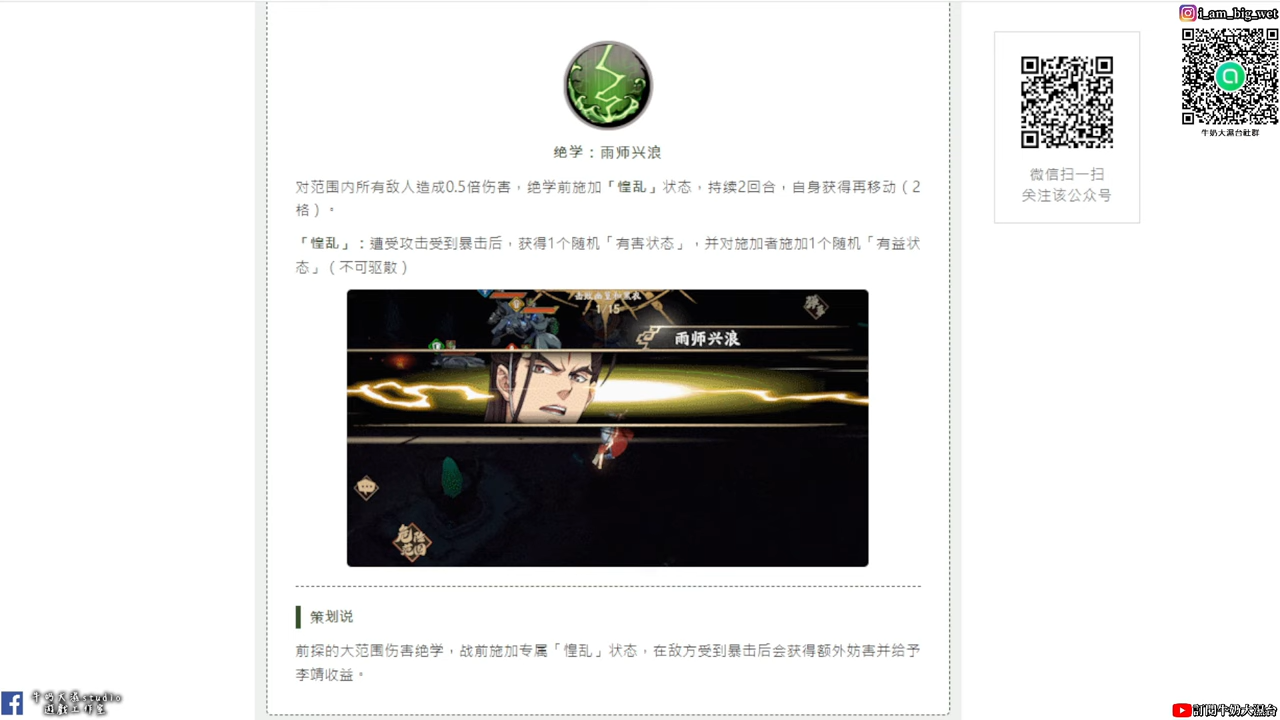 i_am_big_wet
牛奶大濕台社群
绝学：雨师兴浪
对范围内所有敌人造成0.5倍伤害，绝学前施加「惶乱」状态，持续2回合，自身获得再移动（2
格）。
「惶乱」：遭受攻击受到暴击后，获得1个随机「有害状态」，并对施加者施加1个随机「有益状
态」（不可驱散）
1/15
雨师兴浪
危险
范围
策划说
前探的大范围伤害绝学，战前施加专属「惶乱」状态，在敌方受到暴击后会获得额外妨害并给予
李靖收益。
微信扫一扫
关注该公众号
牛奶大濕studio
遊戲工作室
訂閱牛奶大濕台